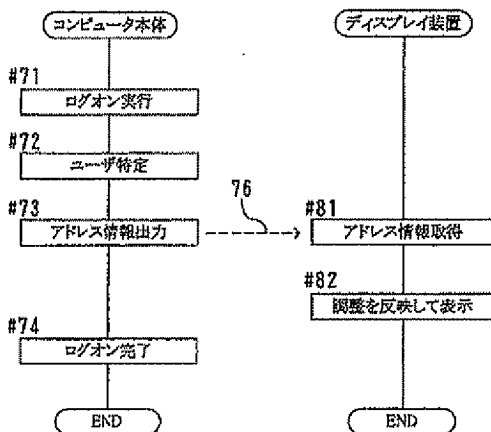 コンピュータ本体
ディスプレイ装置
#71
ログオン実行
#72
ユーザ特定
#73
アドレス情報出力
76
#81
アドレス情報取得
#82
調整を反映して表示
#74
ログオン完了
END
END